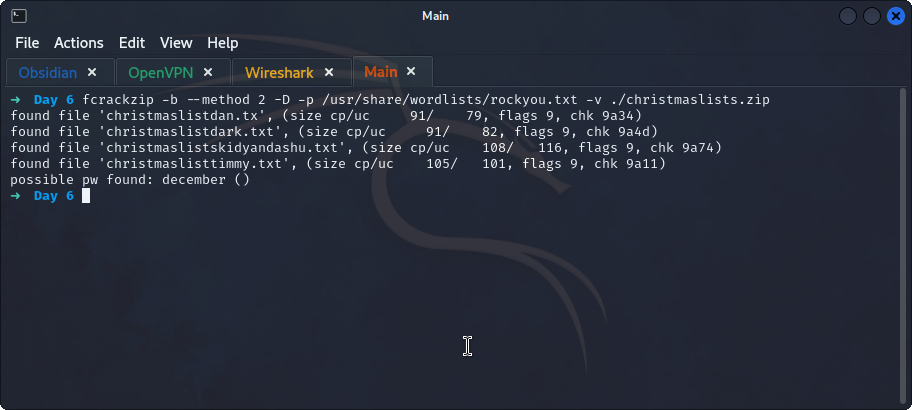 Main
File Actions Edit View Help
Obsidian × OpenVPN × Wireshark × Main ×
→ Day 6 fcrackzip -b --method 2 -D -p /usr/share/wordlists/rockyou.txt -v ./christmaslists.zip
found file 'christmaslistdan.tx', (size cp/uc     91/    79, flags 9, chk 9a34)
found file 'christmaslistdark.txt', (size cp/uc     91/    82, flags 9, chk 9a4d)
found file 'christmaslistskidyandashu.txt', (size cp/uc    108/   116, flags 9, chk 9a74)
found file 'christmaslisttimmy.txt', (size cp/uc    105/   101, flags 9, chk 9a11)
possible pw found: december ()
→ Day 6